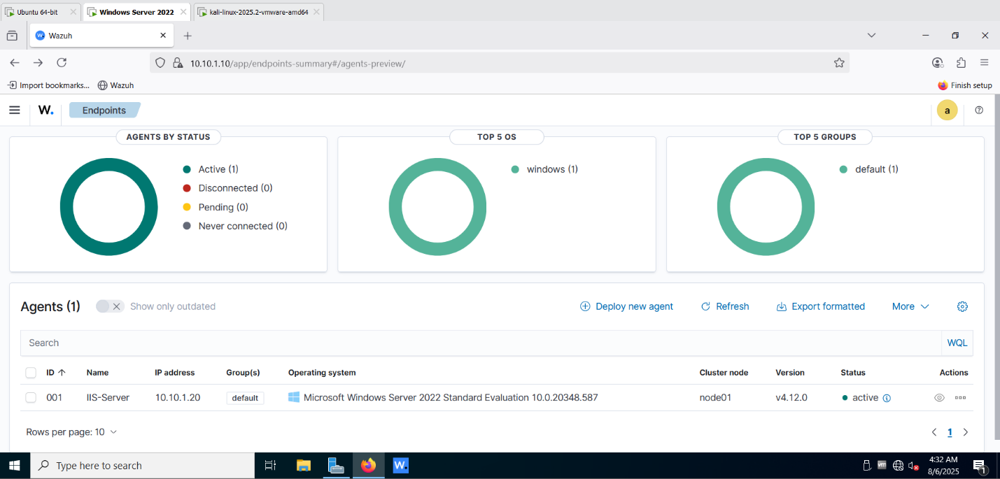 Ubuntu 64-bit Windows Server 2022 kali-linux-2025.2-vmware-amd64
Wazuh
10.10.1.10/app/endpoints-summary#/agents-preview/
Import bookmarks... Wazuh Finish setup
W. Endpoints a
AGENTS BY STATUS TOP 5 OS TOP 5 GROUPS
Active (1) windows (1) default (1)
Disconnected (0)
Pending (0)
Never connected (0)
Agents (1) Show only outdated Deploy new agent Refresh Export formatted More
Search WQL
ID Name IP address Group(s) Operating system Cluster node Version Status Actions
001 IIS-Server 10.10.1.20 default Microsoft Windows Server 2022 Standard Evaluation 10.0.20348.587 node01 v4.12.0 active
Rows per page: 10 1
Type here to search W. vm 4:32 AM
8/6/2025 1